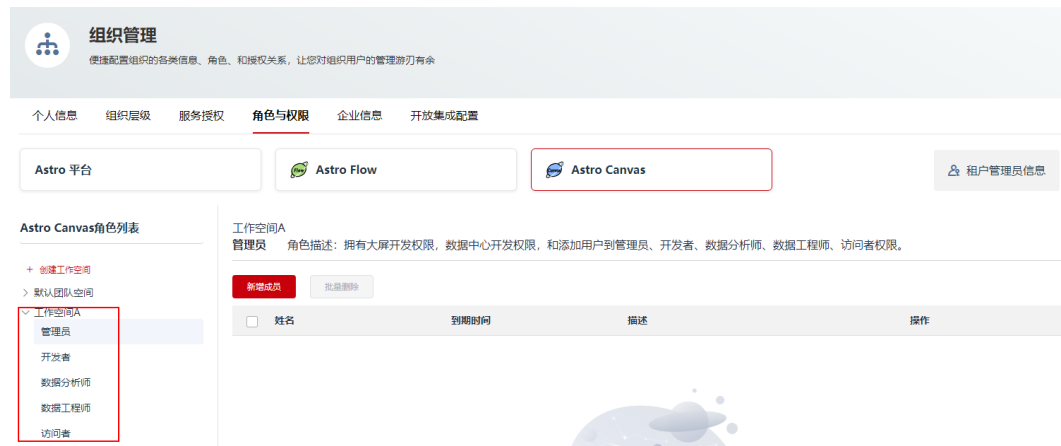 组织管理
便捷配置组织的各类信息、角色、和授权关系，让您对组织用户的管理游刃有余
个人信息 组织层级 服务授权 角色与权限 企业信息 开放集成配置
Astro 平台 Flow Astro Flow Canvas Astro Canvas 租户管理员信息
Astro Canvas角色列表
+ 创建工作空间
默认团队空间
工作空间A
管理员
开发者
数据分析师
数据工程师
访问者
工作空间A
管理员 角色描述：拥有大屏开发权限，数据中心开发权限，和添加用户到管理员、开发者、数据分析师、数据工程师、访问者权限。
新增成员 批量删除
姓名 到期时间 描述 操作